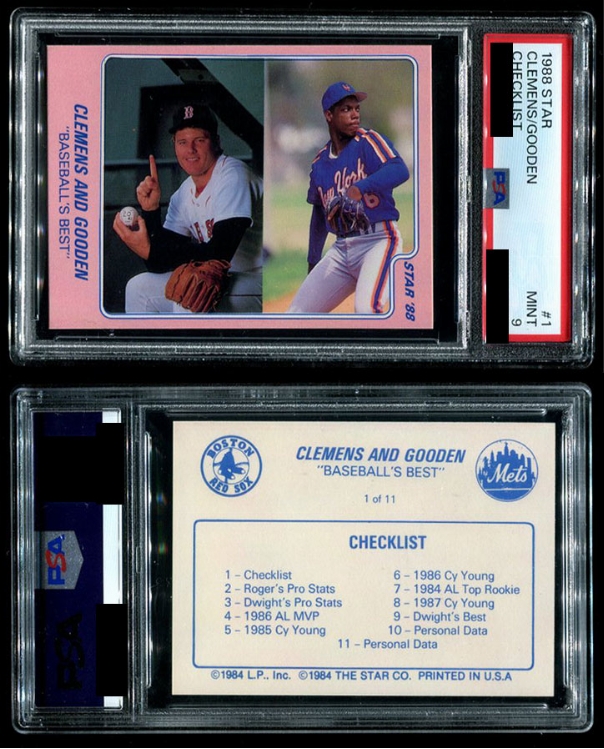 1988 STAR #1
CLEMENS/GOODEN MINT
CHECKLIST 9
PSA
CLEMENS AND GOODEN
"BASEBALL'S BEST"
B
New York
6
STAR '88
PSA
PSA
BOSTON
RED SOX
CLEMENS AND GOODEN
"BASEBALL'S BEST"
Mets
1 of 11
CHECKLIST
1 – Checklist
2 – Roger's Pro Stats
3 – Dwight's Pro Stats
4 – 1986 AL MVP
5 – 1985 Cy Young
6 – 1986 Cy Young
7 – 1984 AL Top Rookie
8 – 1987 Cy Young
9 – Dwight's Best
10 – Personal Data
11 – Personal Data
©1984 L.P., Inc. ©1984 THE STAR CO. PRINTED IN U.S.A